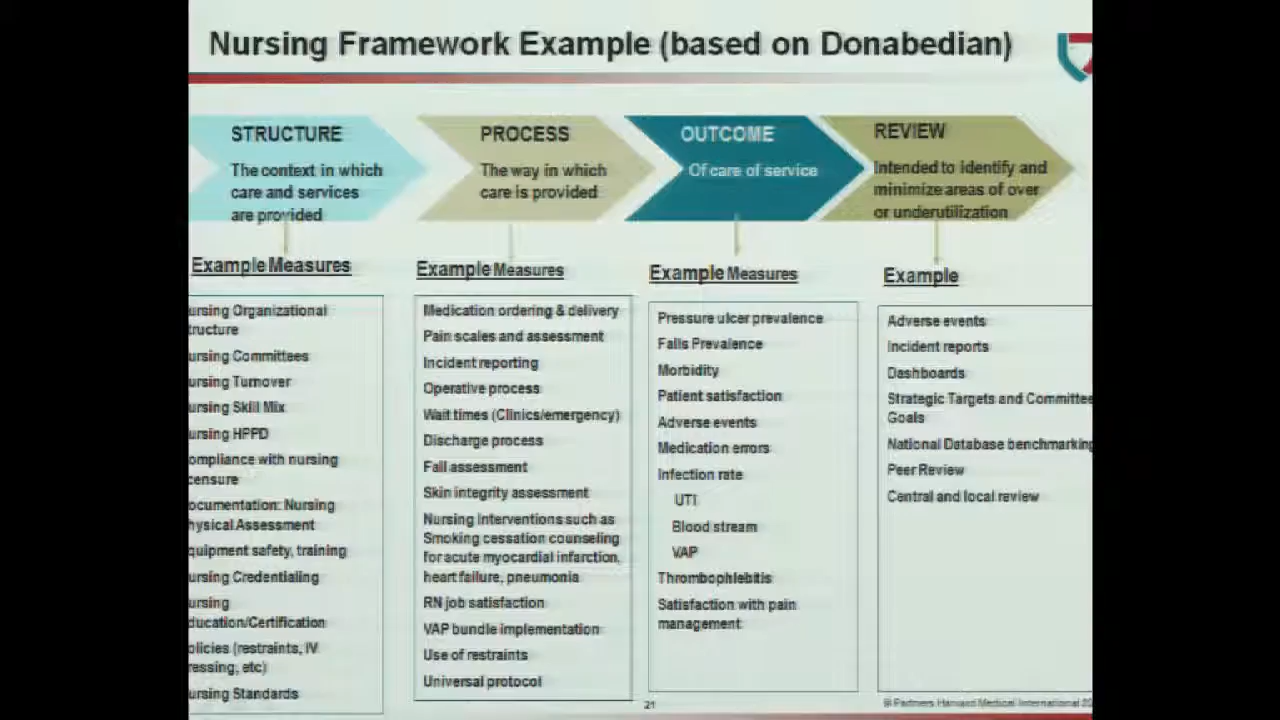 Nursing Framework Example (based on Donabedian)
STRUCTURE
The context in which
care and services
are provided
PROCESS
The way in which
care is provided
OUTCOME
Of care of service
REVIEW
Intended to identify and
minimize areas of over
or underutilization
Example Measures
ursing Organizational
tructure
ursing Committees
ursing Turnover
ursing Skill Mix
ursing HPPD
ompliance with nursing
censure
ocumentation: Nursing
hysical Assessment
quipment safety, training
ursing Credentialing
ursing
ducation/Certification
olicies (restraints, IV
ressing, etc)
ursing Standards
Example Measures
Medication ordering & delivery
Pain scales and assessment
Incident reporting
Operative process
Wait times (Clinics/emergency)
Discharge process
Fall assessment
Skin integrity assessment
Nursing Interventions such as
Smoking cessation counseling
for acute myocardial infarction,
heart failure, pneumonia
RN job satisfaction
VAP bundle implementation
Use of restraints
Universal protocol
Example Measures
Pressure ulcer prevalence
Falls Prevalence
Morbidity
Patient satisfaction
Adverse events
Medication errors
Infection rate
UTI
Blood stream
VAP
Thrombophlebitis
Satisfaction with pain
management
Example
Adverse events
Incident reports
Dashboards
Strategic Targets and Committee
Goals
National Database benchmarking
Peer Review
Central and local review
21
© Partners Harvard Medical International 20